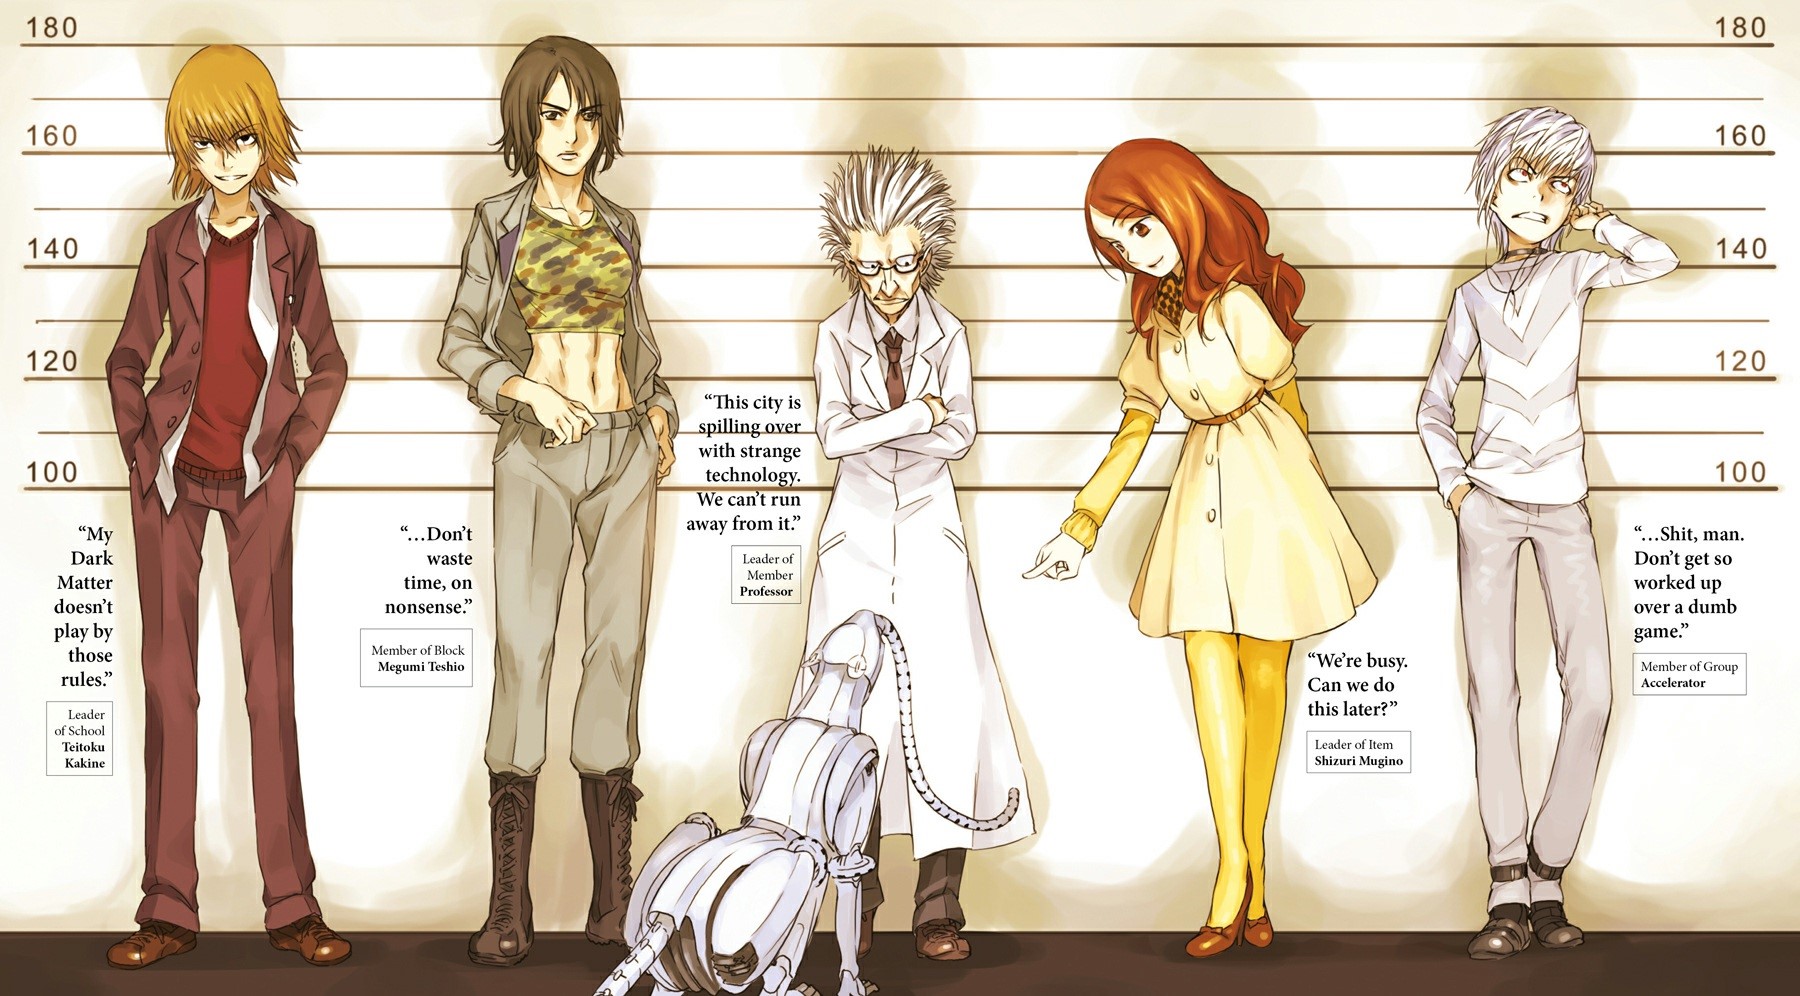 180
160
140
120
100
“My
Dark
Matter
doesn’t
play by
those
rules.”
Leader
of School
Teitoku
Kakine
“…Don’t
waste
time, on
nonsense.”
Member of Block
Megumi Teshio
“This city is
spilling over
with strange
technology.
We can’t run
away from it.”
Leader of
Member
Professor
“We’re busy.
Can we do
this later?”
Leader of Item
Shizuri Mugino
180
160
140
120
100
“…Shit, man.
Don’t get so
worked up
over a dumb
game.”
Member of Group
Accelerator